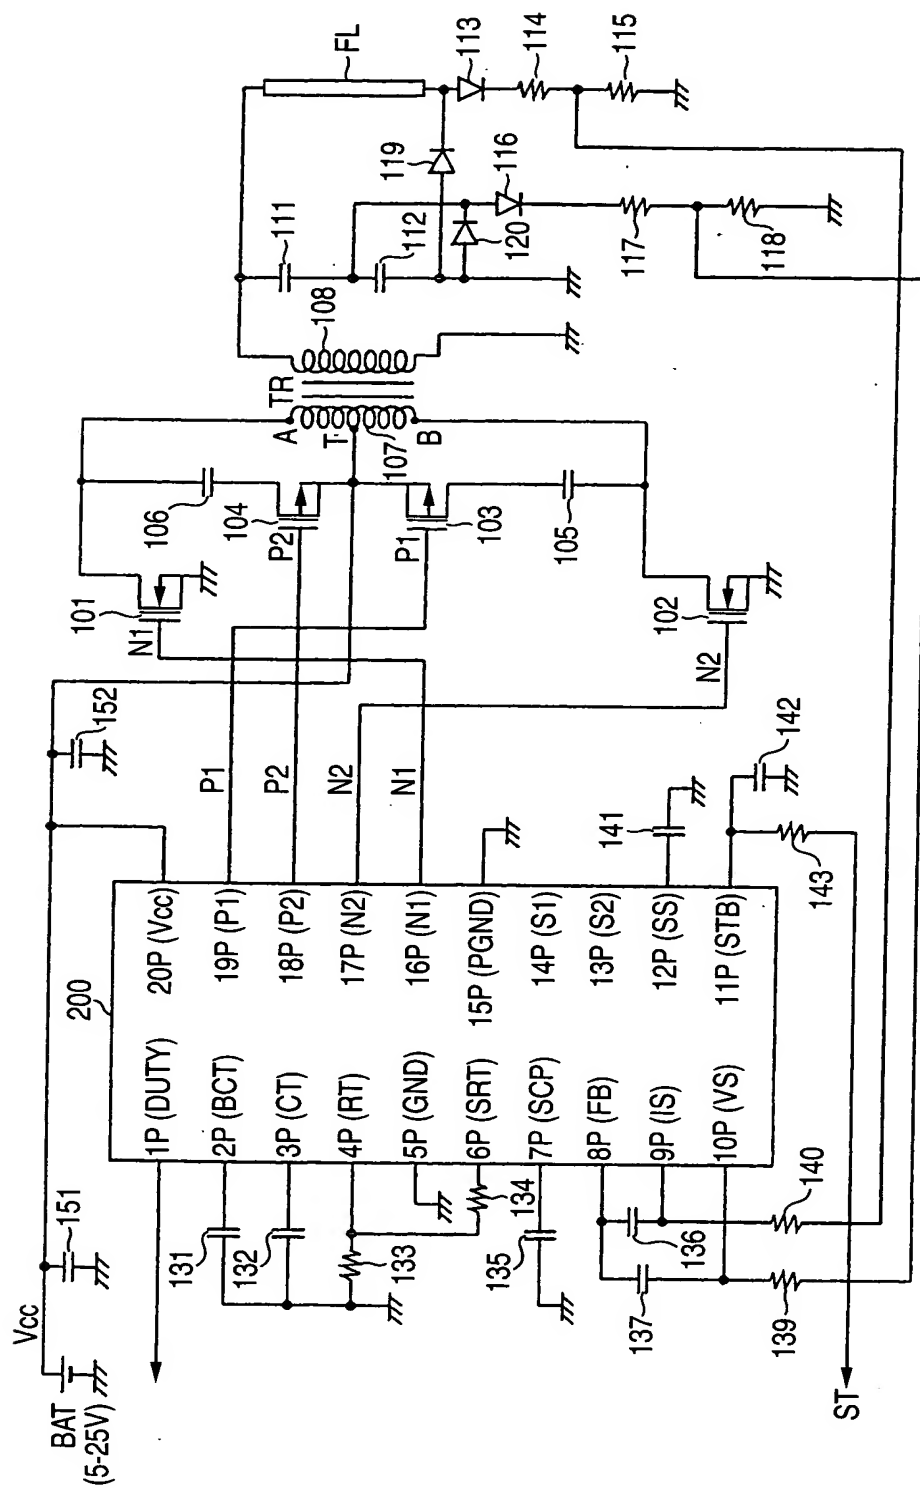 Vcc
BAT
(5-25V)
151
152
200
1P (DUTY)
2P (BCT)
3P (CT)
4P (RT)
5P (GND)
6P (SRT)
7P (SCP)
8P (FB)
9P (IS)
10P (VS)
20P (Vcc)
19P (P1)
18P (P2)
17P (N2)
16P (N1)
15P (PGND)
14P (S1)
13P (S2)
12P (SS)
11P (STB)
131
132
133
134
135
136
137
139
140
ST
P1
P2
N2
N1
141
142
143
101
N1
102
N2
103
P1
104
P2
105
106
A
T
B
107
TR
108
111
112
FL
113
114
115
116
117
118
119
120